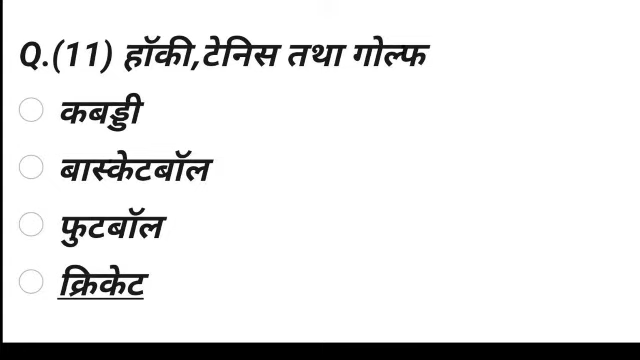 Q.(11) हॉकी,टेनिस तथा गोल्फ
कबड्डी
बास्केटबॉल
फुटबॉल
क्रिकेट